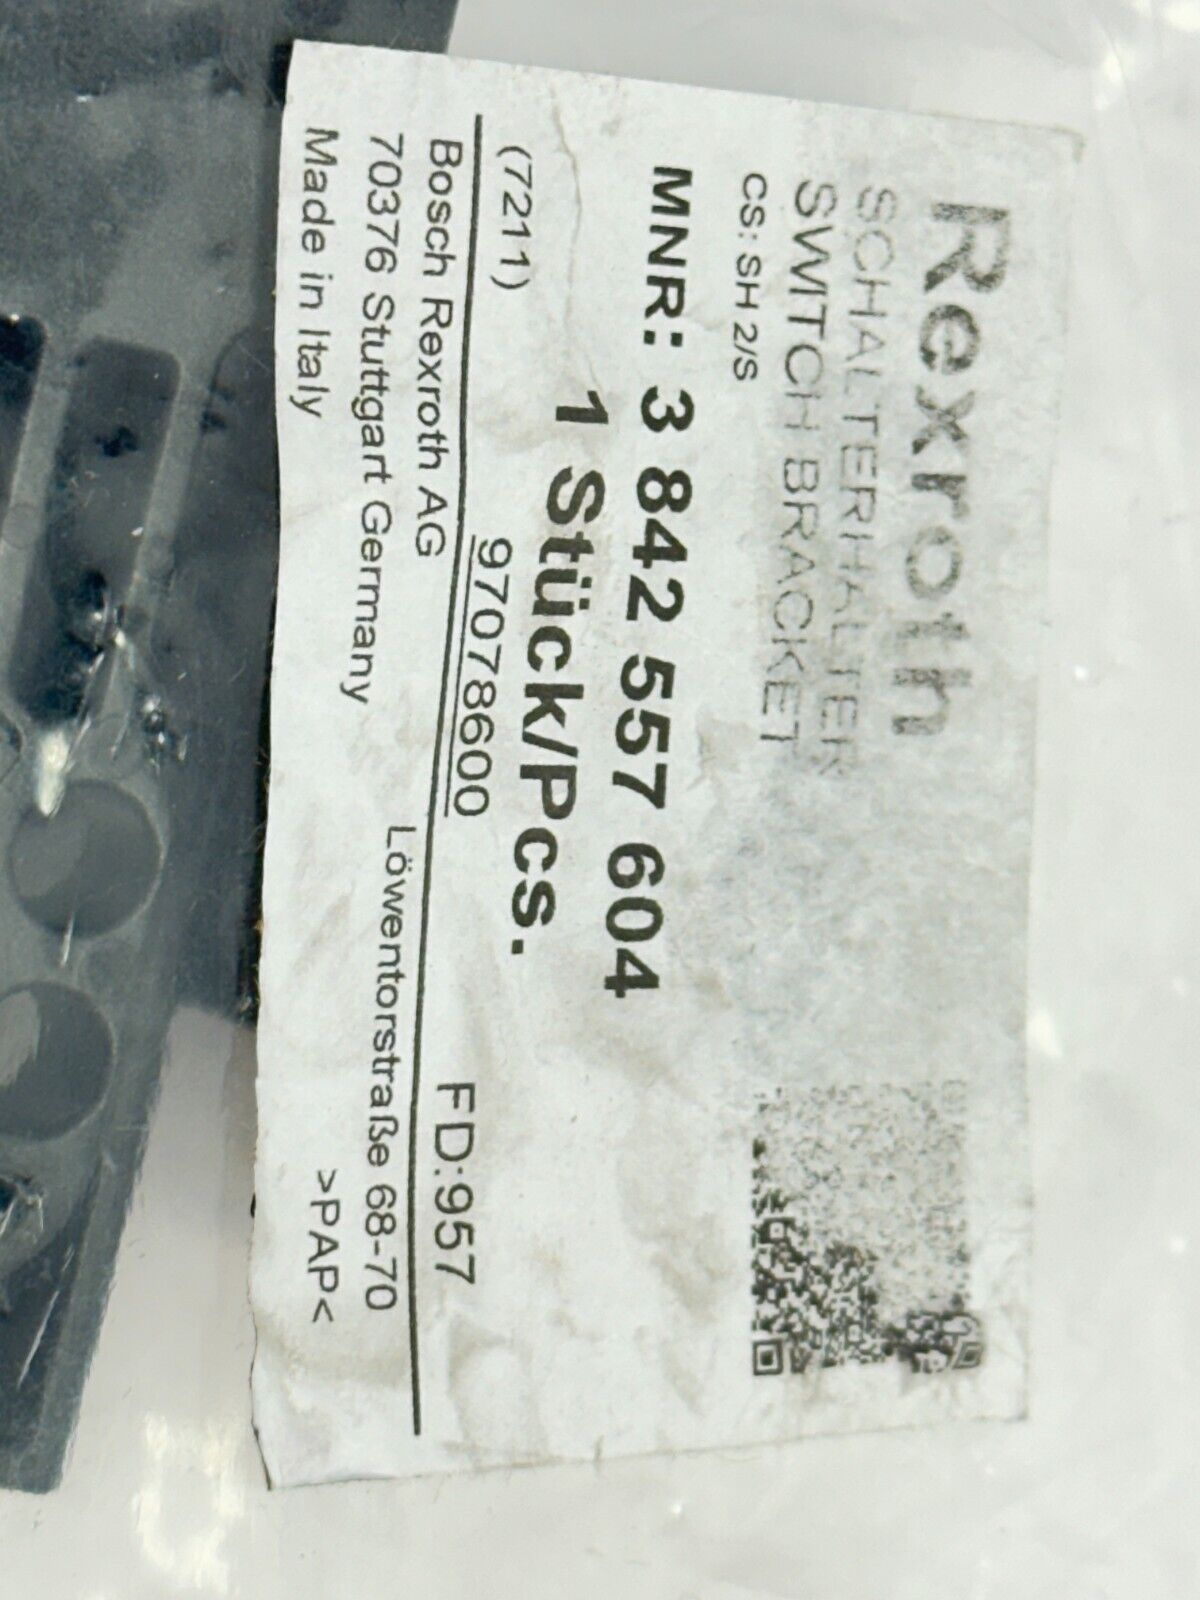 Rexroth
SCHALTERHALTER
SWITCH BRACKET
CS: SH 2/S
MNR: 3 842 557 604
1 Stück/Pcs.
(7211) 97078600 FD:957
Bosch Rexroth AG Löwentorstraße 68-70
70376 Stuttgart Germany
Made in Italy >PAP<